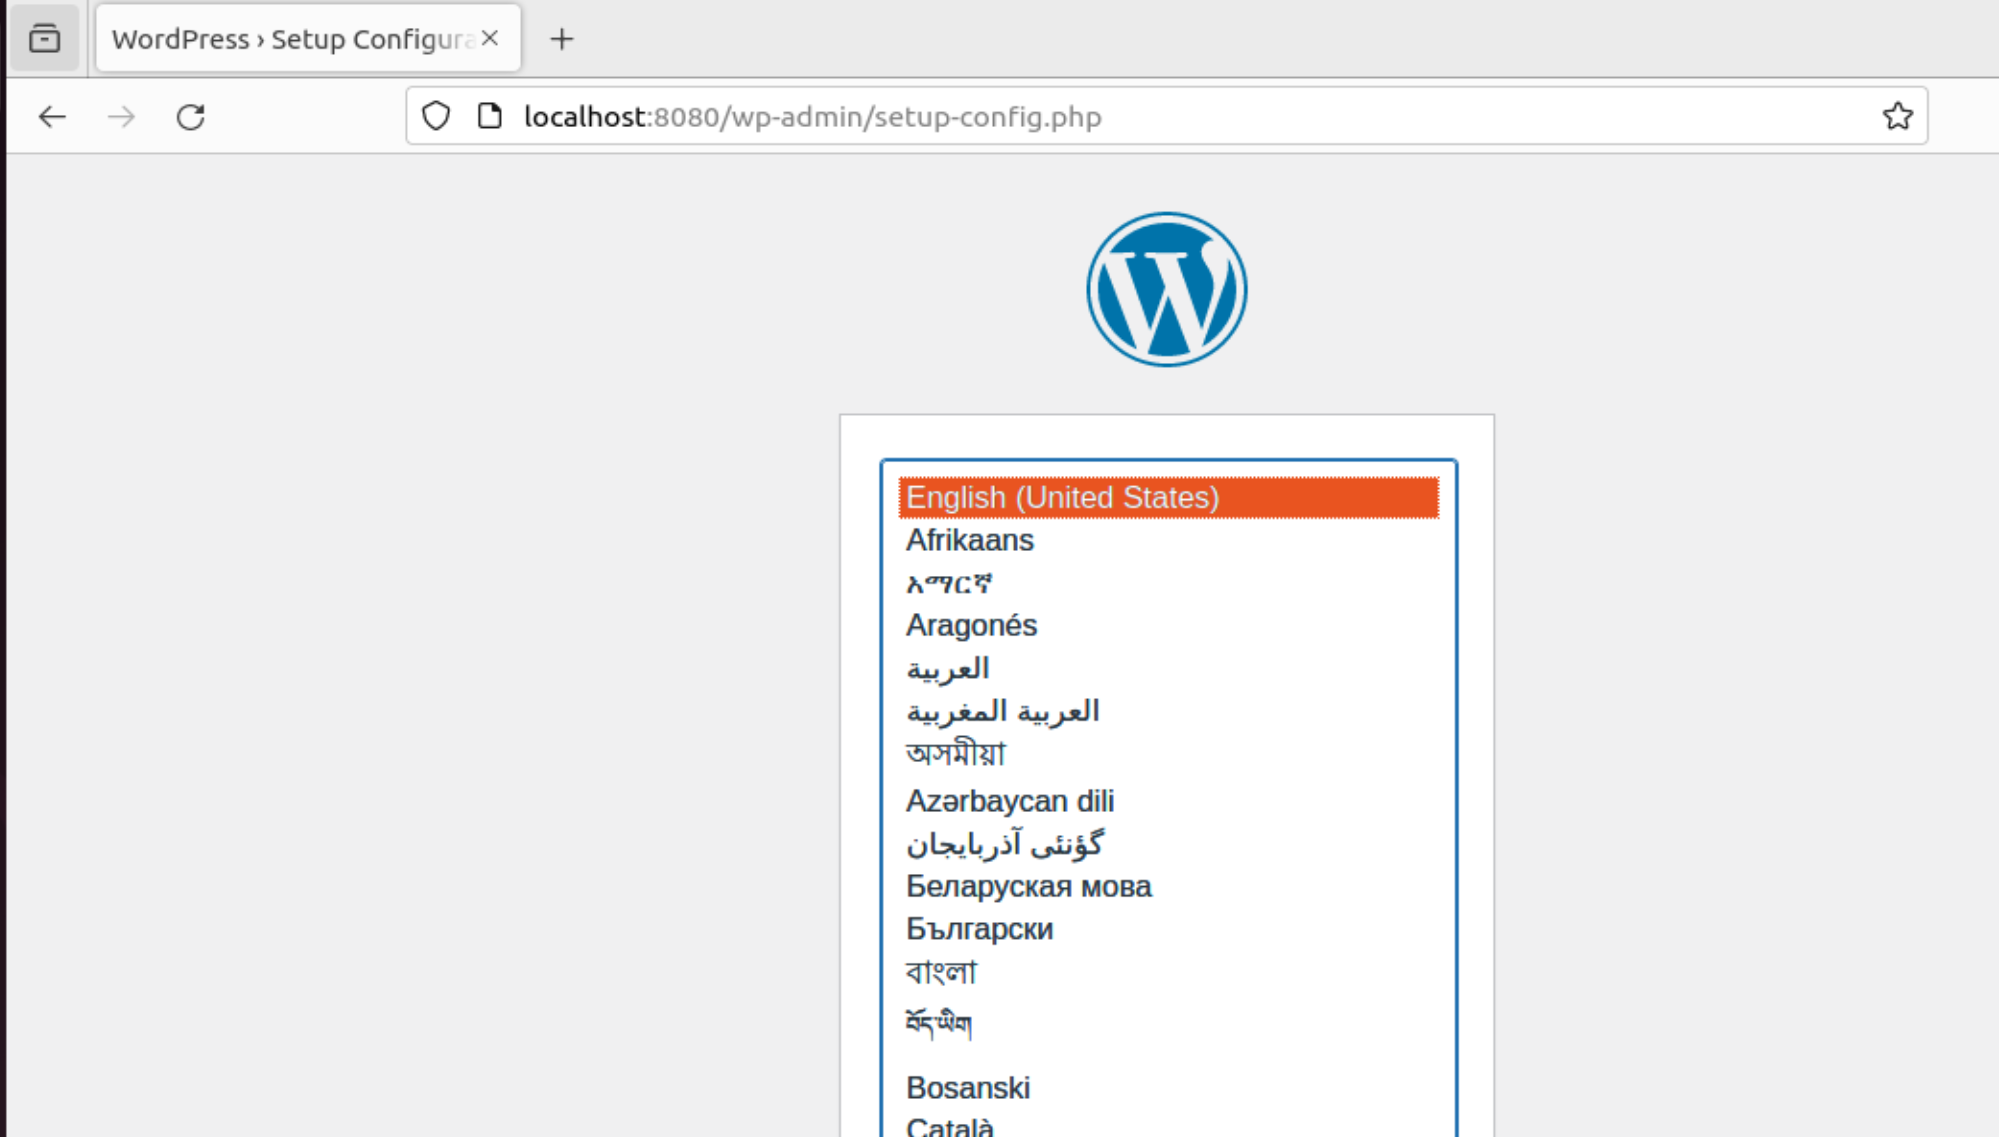 WordPress › Setup Configura
localhost:8080/wp-admin/setup-config.php
English (United States)
Afrikaans
አማርኛ
Aragonés
العربية
العربية المغربية
অসমীয়া
Azərbaycan dili
گؤنئی آذربایجان
Беларуская мова
Български
বাংলা
བོད་ཡིག
Bosanski
Català